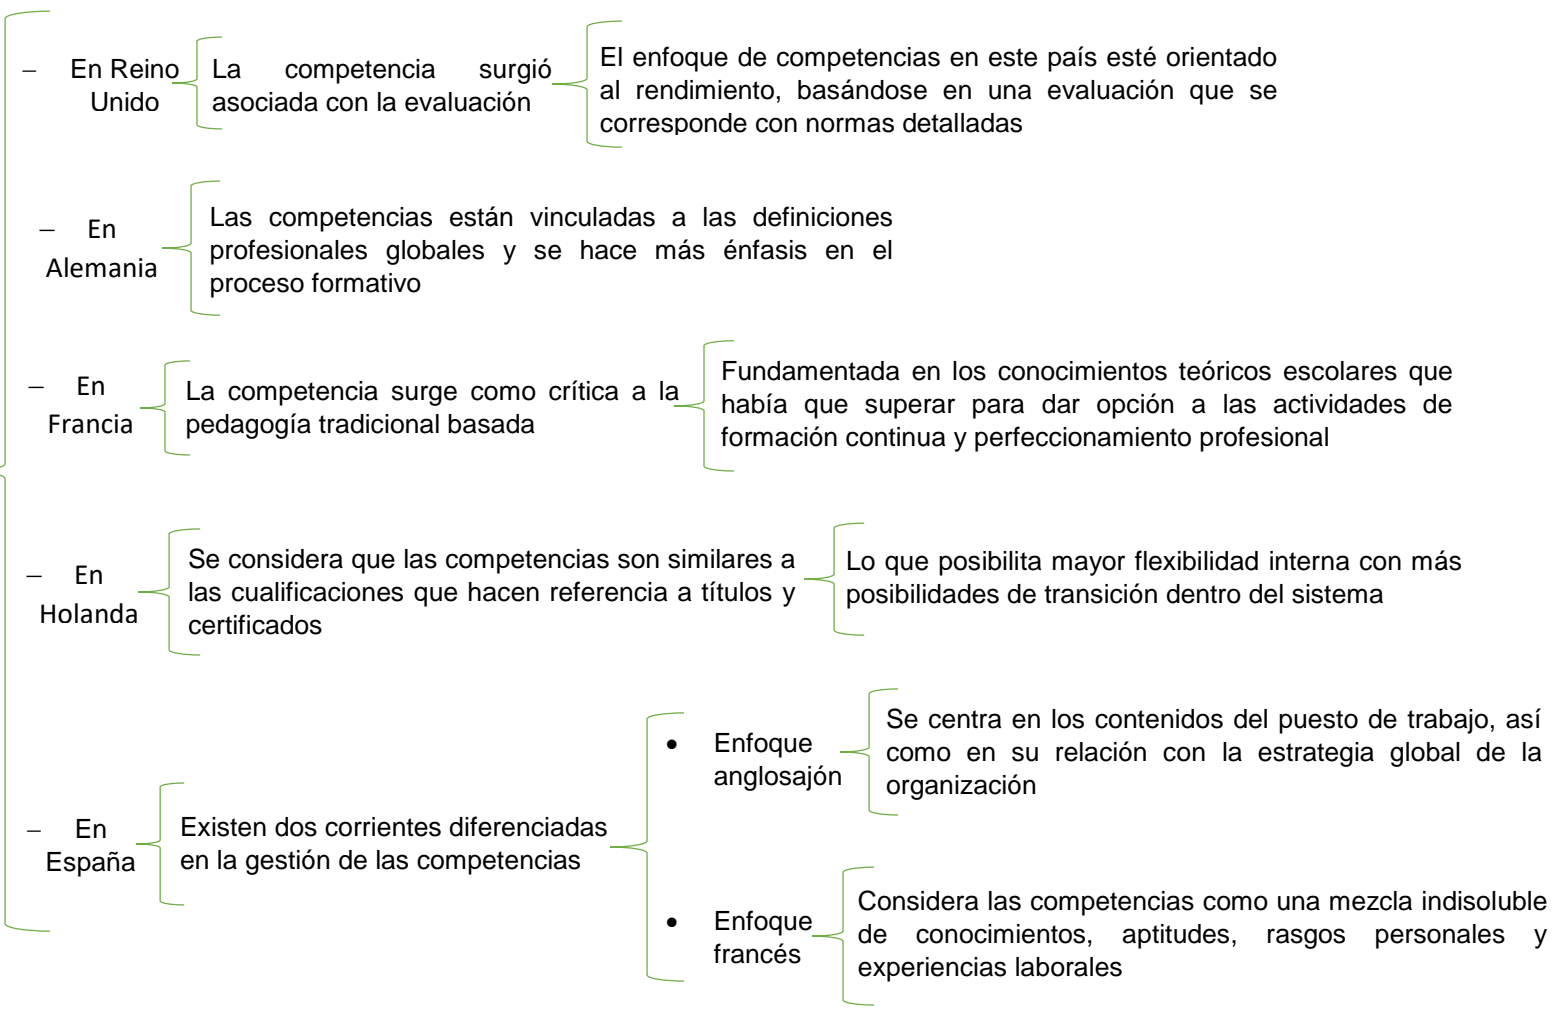 – En Reino
Unido
La competencia surgió
asociada con la evaluación
El enfoque de competencias en este país esté orientado
al rendimiento, basándose en una evaluación que se
corresponde con normas detalladas
– En
Alemania
Las competencias están vinculadas a las definiciones
profesionales globales y se hace más énfasis en el
proceso formativo
– En
Francia
La competencia surge como crítica a la
pedagogía tradicional basada
Fundamentada en los conocimientos teóricos escolares que
había que superar para dar opción a las actividades de
formación continua y perfeccionamiento profesional
– En
Holanda
Se considera que las competencias son similares a
las cualificaciones que hacen referencia a títulos y
certificados
Lo que posibilita mayor flexibilidad interna con más
posibilidades de transición dentro del sistema
– En
España
Existen dos corrientes diferenciadas
en la gestión de las competencias
• Enfoque
anglosajón
Se centra en los contenidos del puesto de trabajo, así
como en su relación con la estrategia global de la
organización
• Enfoque
francés
Considera las competencias como una mezcla indisoluble
de conocimientos, aptitudes, rasgos personales y
experiencias laborales